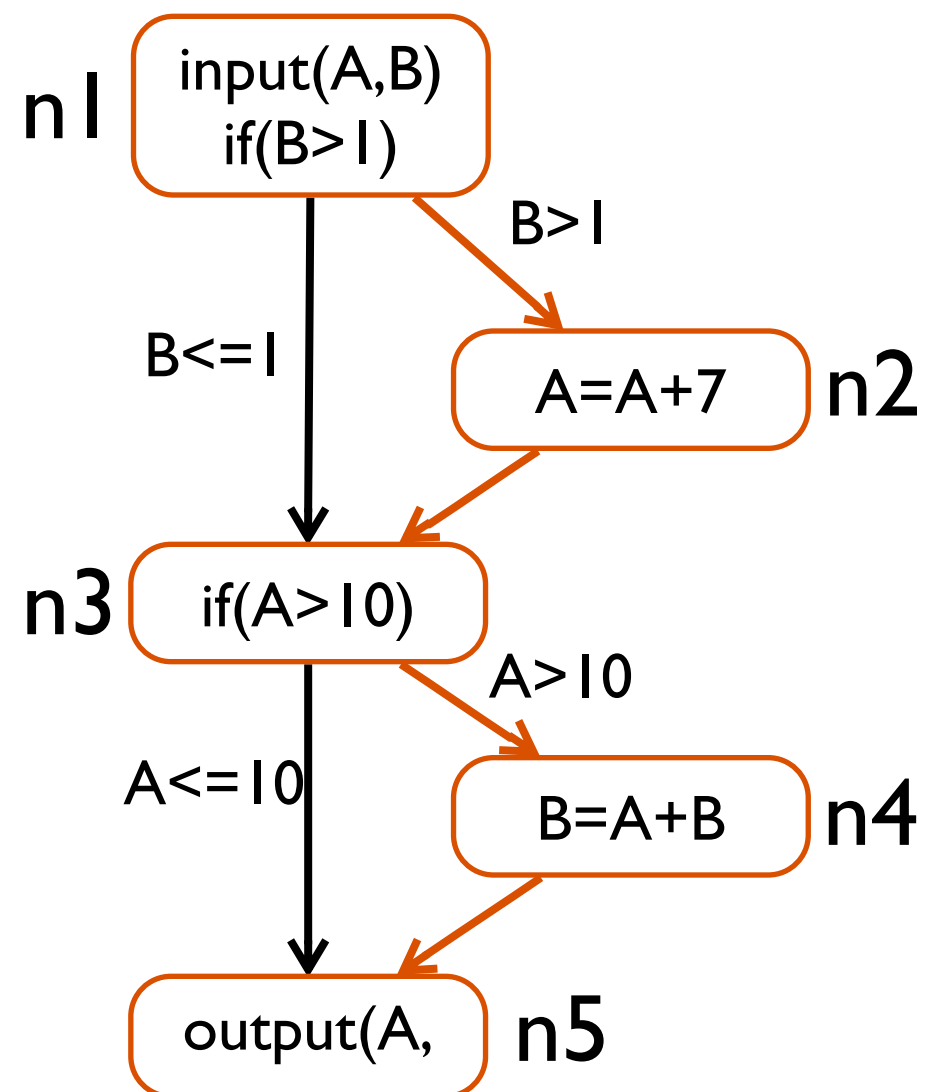 n1
input(A,B)
if(B>1)
B>1
B<=1
A=A+7
n2
n3
if(A>10)
A>10
A<=10
B=A+B
n4
output(A,
n5